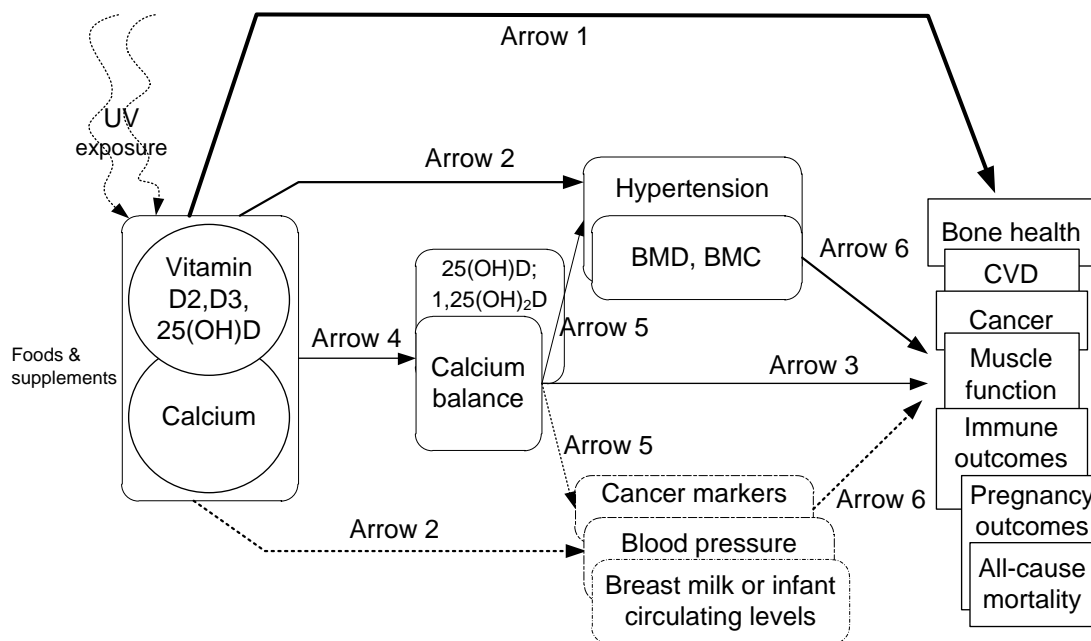 Arrow 1
UV
exposure
Arrow 2
Hypertension
BMD, BMC
Arrow 6
Bone health
CVD
Cancer
Muscle
function
Immune
outcomes
Pregnancy
outcomes
All-cause
mortality
Vitamin
D2,D3,
25(OH)D
Calcium
Foods &
supplements
Arrow 4
25(OH)D;
1,25(OH)₂D
Calcium
balance
Arrow 5
Arrow 3
Arrow 5
Arrow 6
Arrow 2
Cancer markers
Blood pressure
Breast milk or infant
circulating levels